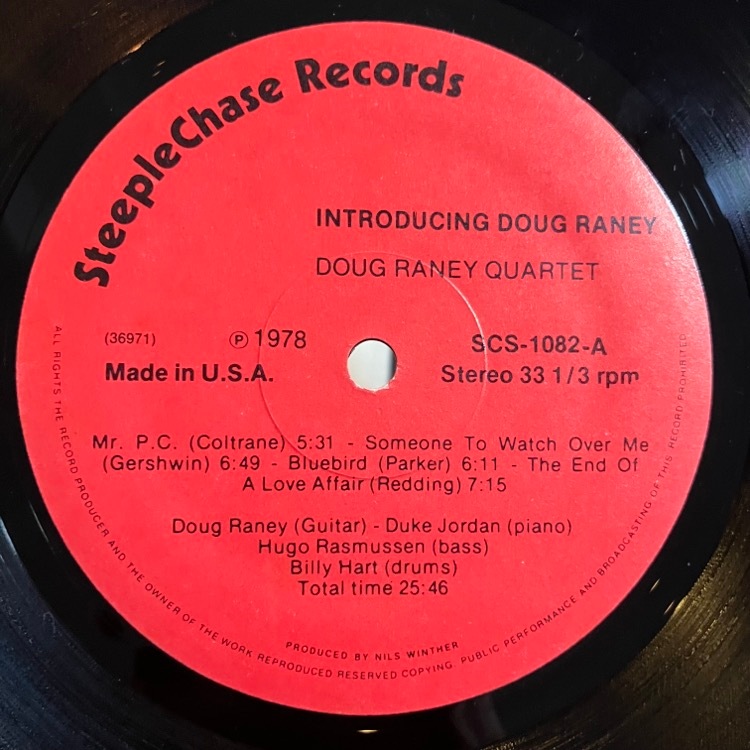 SteepleChase Records
INTRODUCING DOUG RANEY
DOUG RANEY QUARTET
(36971) ℗ 1978
Made in U.S.A.
SCS-1082-A
Stereo 33 1/3 rpm
Mr. P.C. (Coltrane) 5:31 - Someone To Watch Over Me
(Gershwin) 6:49 - Bluebird (Parker) 6:11 - The End Of
A Love Affair (Redding) 7:15
Doug Raney (Guitar) - Duke Jordan (piano)
Hugo Rasmussen (bass)
Billy Hart (drums)
Total time 25:46
PRODUCED BY NILS WINTHER
ALL RIGHTS THE RECORD PRODUCER AND THE OWNER OF THE WORK REPRODUCED RESERVED COPYING. PUBLIC PERFORMANCE AND BROADCASTING OF THIS RECORD PROHIBITED